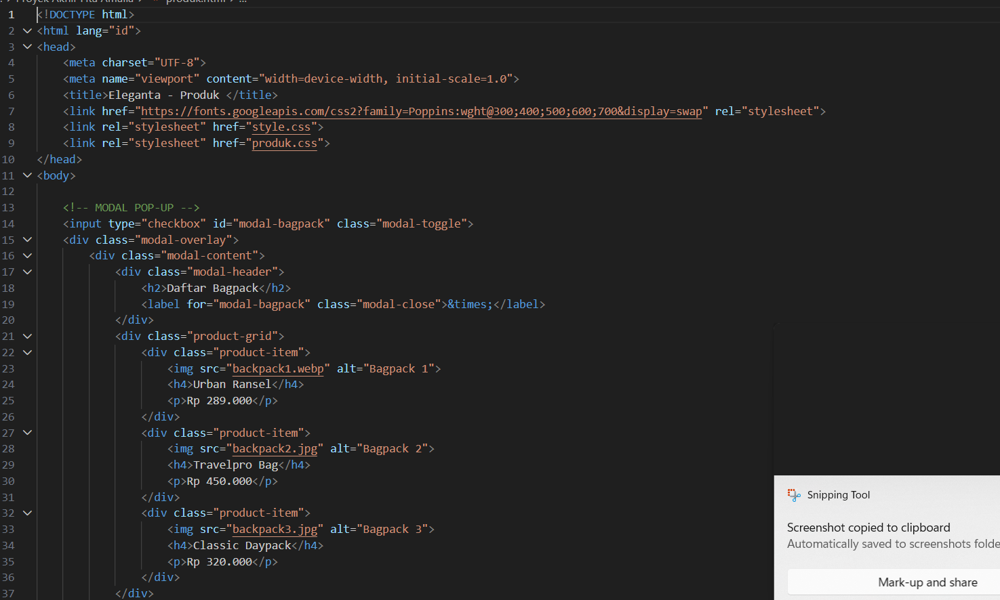 produk.html
1 <!DOCTYPE html>
2 <html lang="id">
3 <head>
4 <meta charset="UTF-8">
5 <meta name="viewport" content="width=device-width, initial-scale=1.0">
6 <title>Eleganta - Produk </title>
7 <link href="https://fonts.googleapis.com/css2?family=Poppins:wght@300;400;500;600;700&display=swap" rel="stylesheet">
8 <link rel="stylesheet" href="style.css">
9 <link rel="stylesheet" href="produk.css">
10 </head>
11 <body>
12
13 <!-- MODAL POP-UP -->
14 <input type="checkbox" id="modal-bagpack" class="modal-toggle">
15 <div class="modal-overlay">
16 <div class="modal-content">
17 <div class="modal-header">
18 <h2>Daftar Bagpack</h2>
19 <label for="modal-bagpack" class="modal-close">&times;</label>
20 </div>
21 <div class="product-grid">
22 <div class="product-item">
23 <img src="backpack1.webp" alt="Bagpack 1">
24 <h4>Urban Ransel</h4>
25 <p>Rp 289.000</p>
26 </div>
27 <div class="product-item">
28 <img src="backpack2.jpg" alt="Bagpack 2">
29 <h4>Travelpro Bag</h4>
30 <p>Rp 450.000</p>
31 </div>
32 <div class="product-item">
33 <img src="backpack3.jpg" alt="Bagpack 3">
34 <h4>Classic Daypack</h4>
35 <p>Rp 320.000</p>
36 </div>
37 </div>
Snipping Tool
Screenshot copied to clipboard
Automatically saved to screenshots folde
Mark-up and share